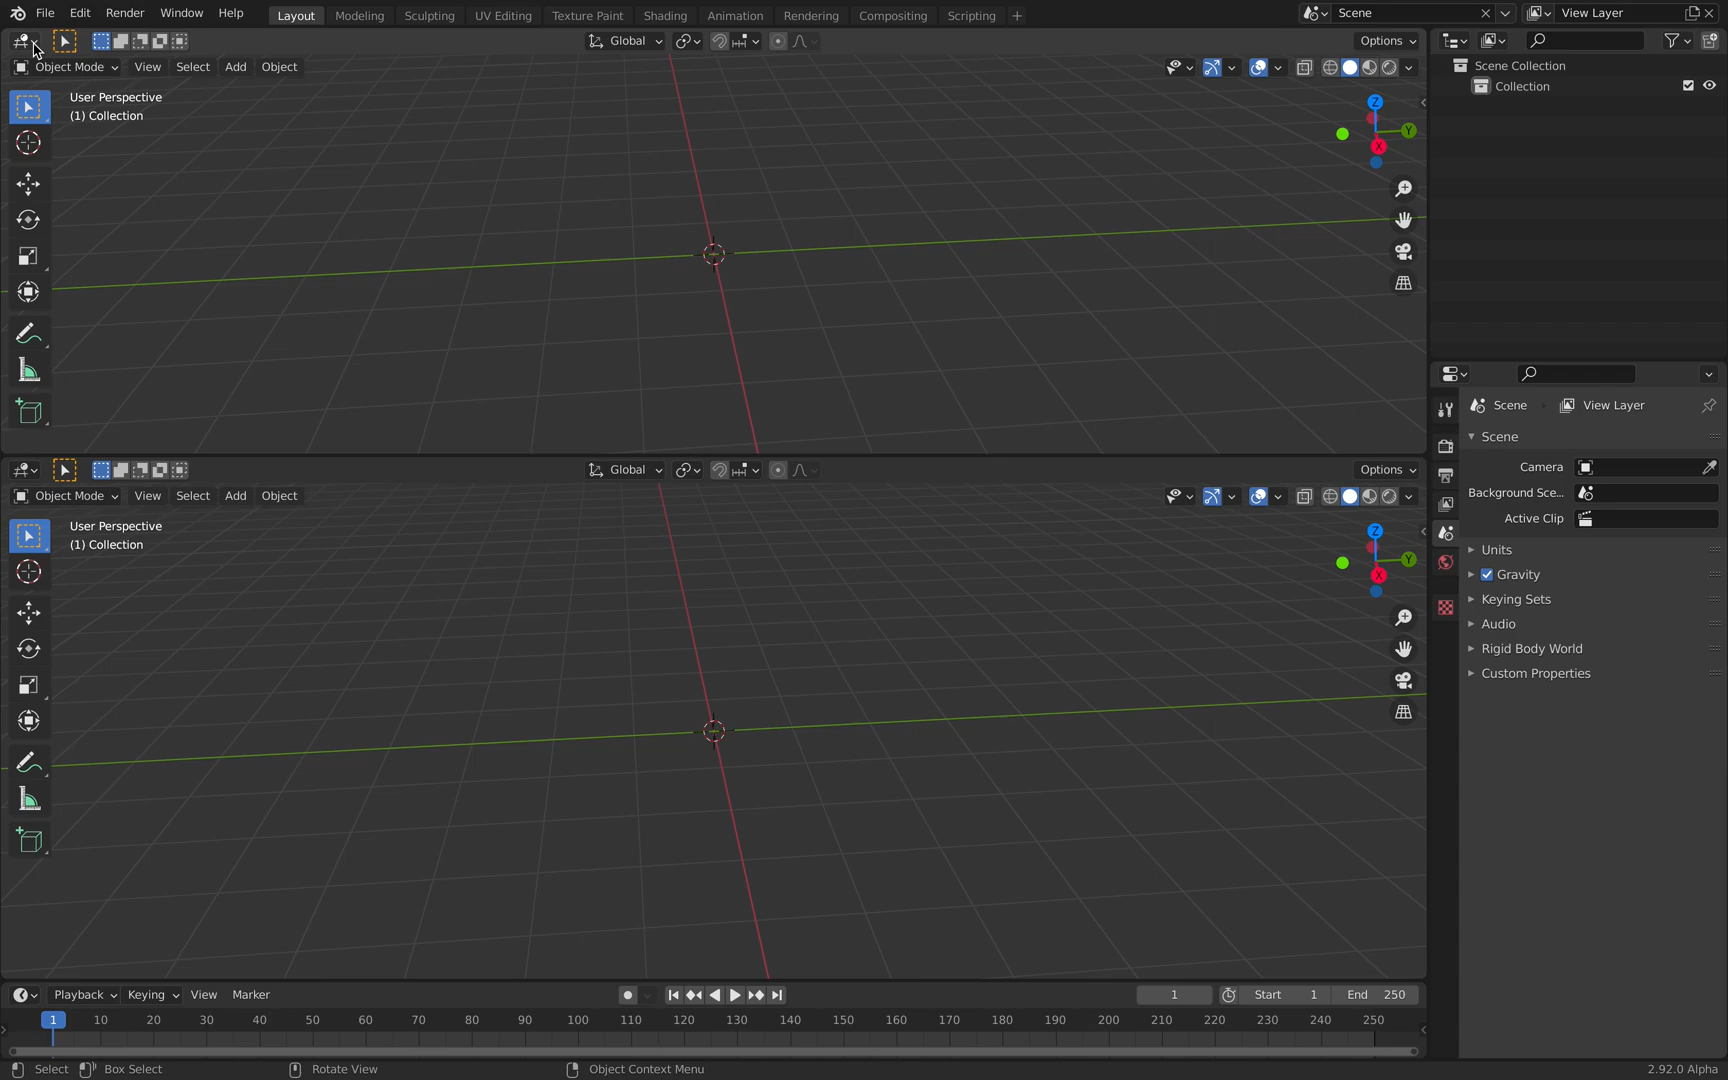 File Edit Render Window Help Layout Modeling Sculpting UV Editing Texture Paint Shading Animation Rendering Compositing Scripting + Scene View Layer
Global Options
Object Mode View Select Add Object
User Perspective
(1) Collection
Z
Y
X
Scene Collection
Collection
Scene View Layer
Scene
Camera
Background Sce...
Active Clip
Units
Gravity
Keying Sets
Audio
Rigid Body World
Custom Properties
Global Options
Object Mode View Select Add Object
User Perspective
(1) Collection
Z
Y
X
Playback Keying View Marker 1 Start 1 End 250
1 10 20 30 40 50 60 70 80 90 100 110 120 130 140 150 160 170 180 190 200 210 220 230 240 250
Select Box Select Rotate View Object Context Menu 2.92.0 Alpha